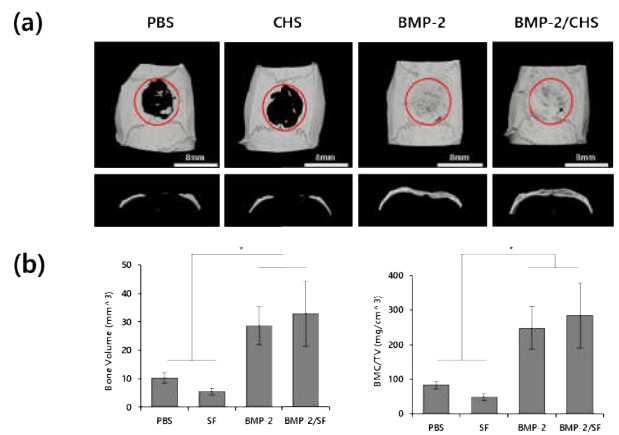 (a)
PBS CHS BMP-2 BMP-2/CHS
8mm 8mm 8mm 8mm
(b)
*
50
40
30
20
10
0
Bone Volume (mm^3)
PBS SF BMP-2 BMP-2/SF
*
400
300
200
100
0
BMC/TV (mg/cm^3)
PBS SF BMP-2 BMP-2/SF